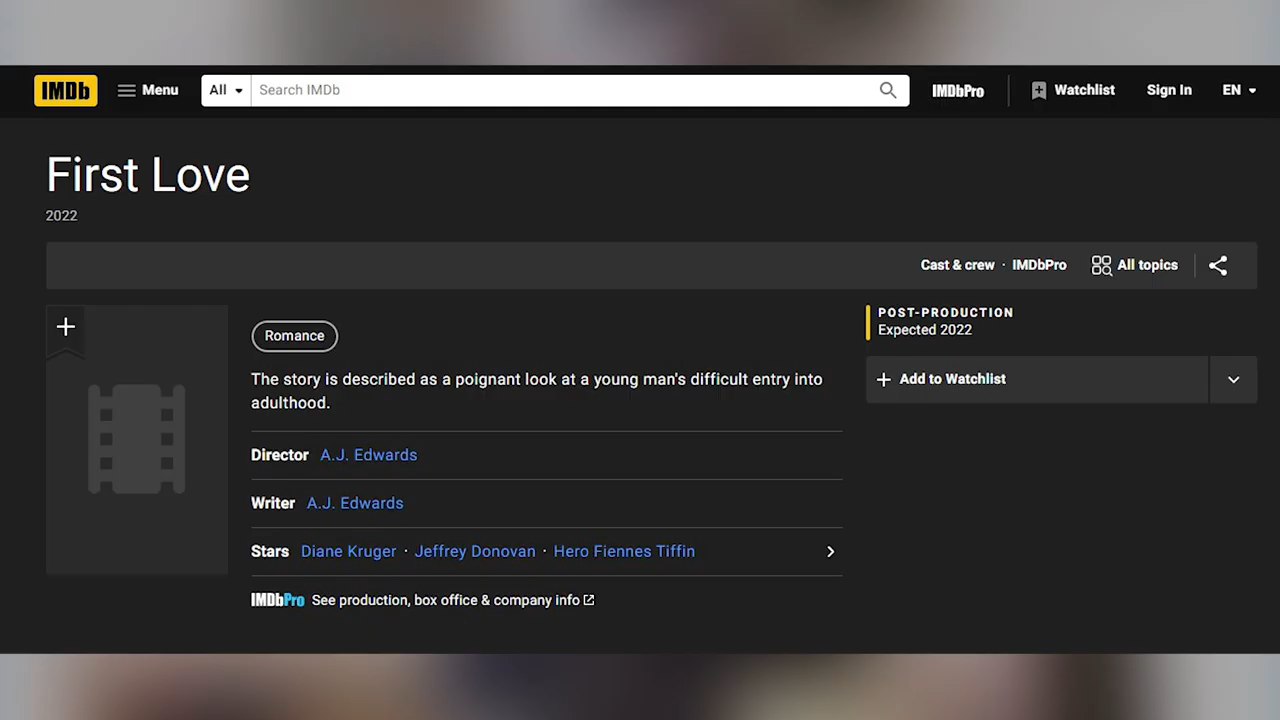 IMDb Menu All Search IMDb IMDbPro Watchlist Sign In EN
First Love
2022
Cast & crew · IMDbPro All topics
Romance
The story is described as a poignant look at a young man's difficult entry into
adulthood.
Director A.J. Edwards
Writer A.J. Edwards
Stars Diane Kruger · Jeffrey Donovan · Hero Fiennes Tiffin
IMDbPro See production, box office & company info
POST-PRODUCTION
Expected 2022
Add to Watchlist